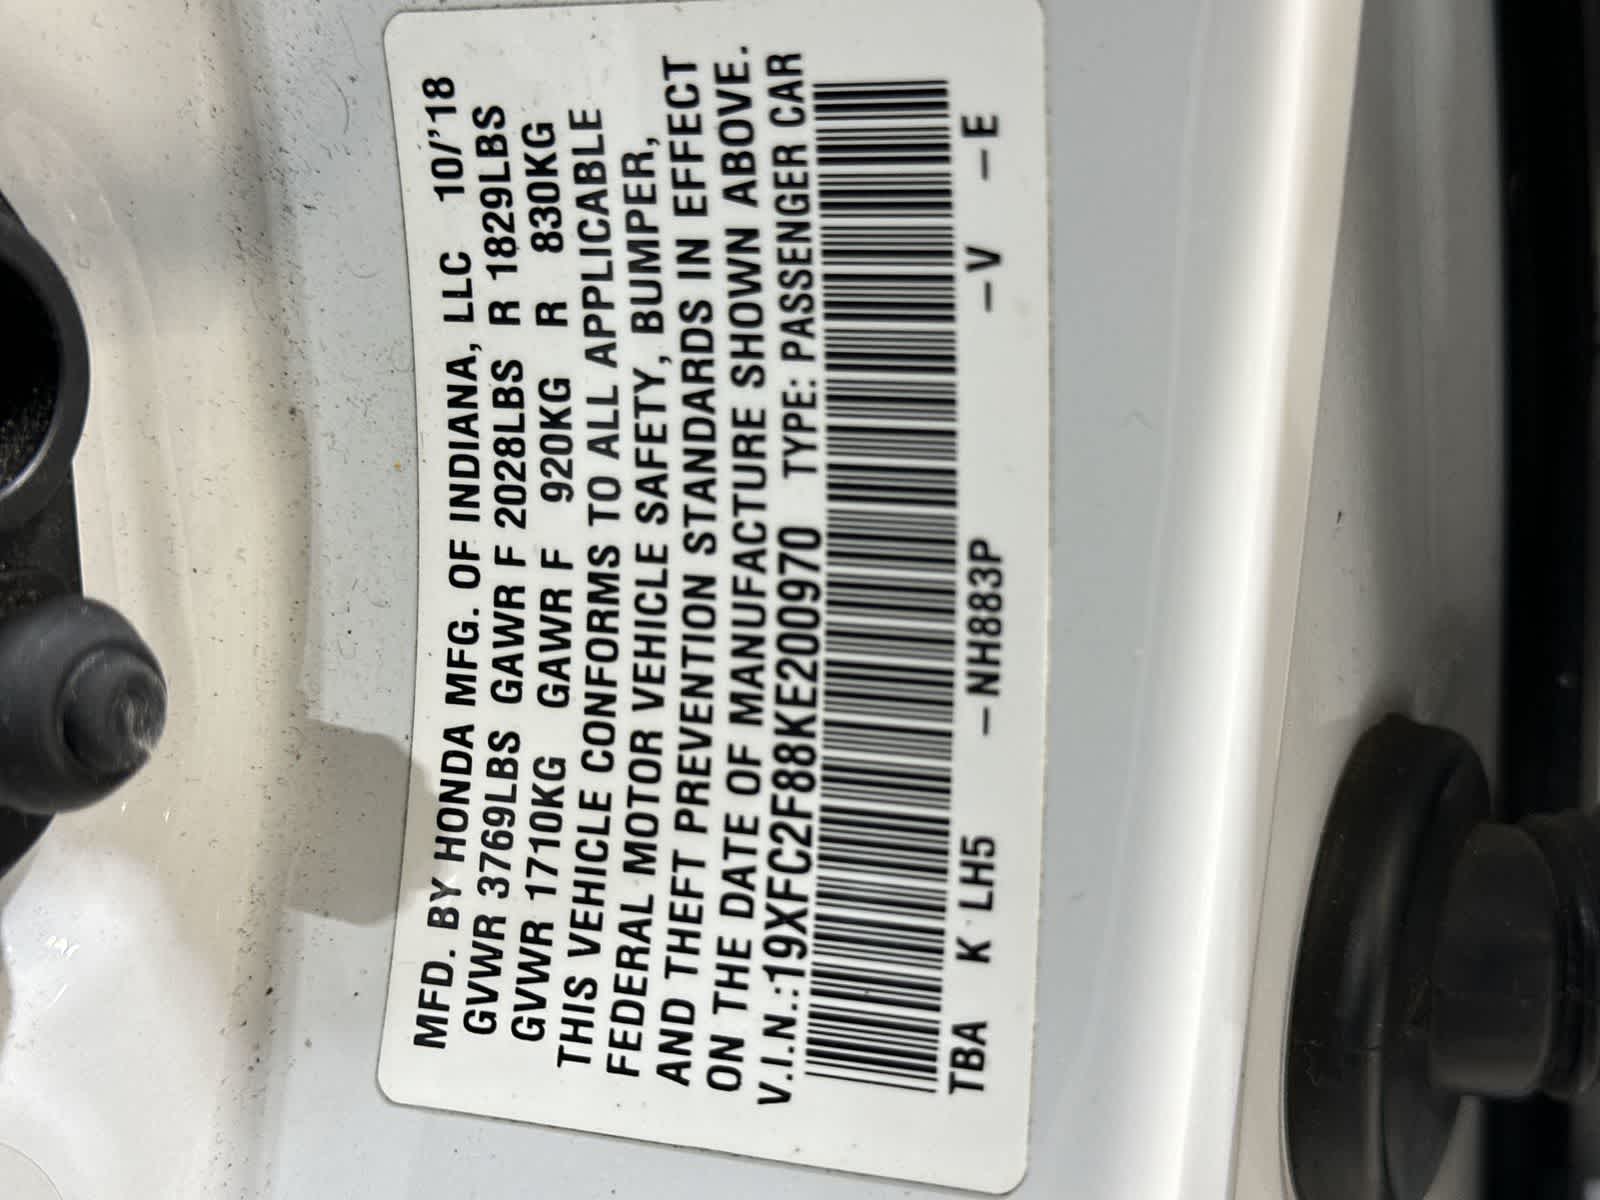 MFD. BY HONDA MFG. OF INDIANA, LLC 10/'18
GVWR 3769LBS GAWR F 2028LBS R 1829LBS
GVWR 1710KG GAWR F 920KG R 830KG
THIS VEHICLE CONFORMS TO ALL APPLICABLE
FEDERAL MOTOR VEHICLE SAFETY, BUMPER,
AND THEFT PREVENTION STANDARDS IN EFFECT
ON THE DATE OF MANUFACTURE SHOWN ABOVE.
V.I.N.:19XFC2F88KE200970 TYPE: PASSENGER CAR
TBA K LH5 –NH883P –V –E